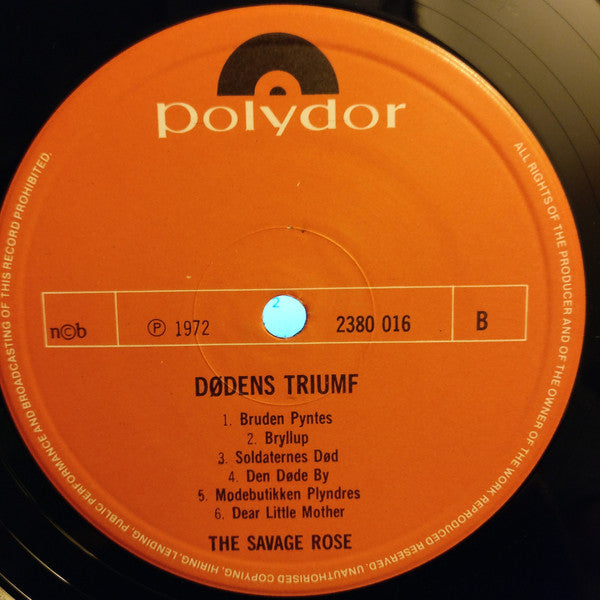 polydor
ncb
℗ 1972
2380 016
B
DØDENS TRIUMF
1. Bruden Pyntes
2. Bryllup
3. Soldaternes Død
4. Den Døde By
5. Modebutikken Plyndres
6. Dear Little Mother
THE SAVAGE ROSE
ALL RIGHTS OF THE PRODUCER AND OF THE OWNER OF THE WORK REPRODUCED RESERVED. UNAUTHORISED COPYING, HIRING, LENDING, PUBLIC PERFORMANCE AND BROADCASTING OF THIS RECORD PROHIBITED.